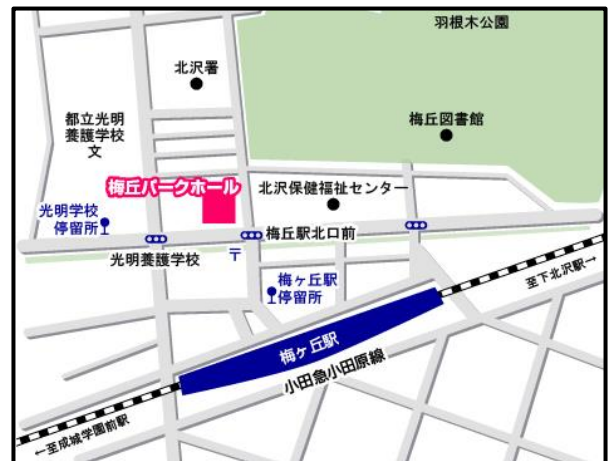 羽根木公園
北沢署
梅丘図書館
都立光明
養護学校
文
梅丘パークホール
北沢保健福祉センター
光明学校
停留所
梅丘駅北口前
〒
光明養護学校
梅ヶ丘駅
停留所
至下北沢駅→
梅ヶ丘駅
小田急小田原線
←至成城学園前駅